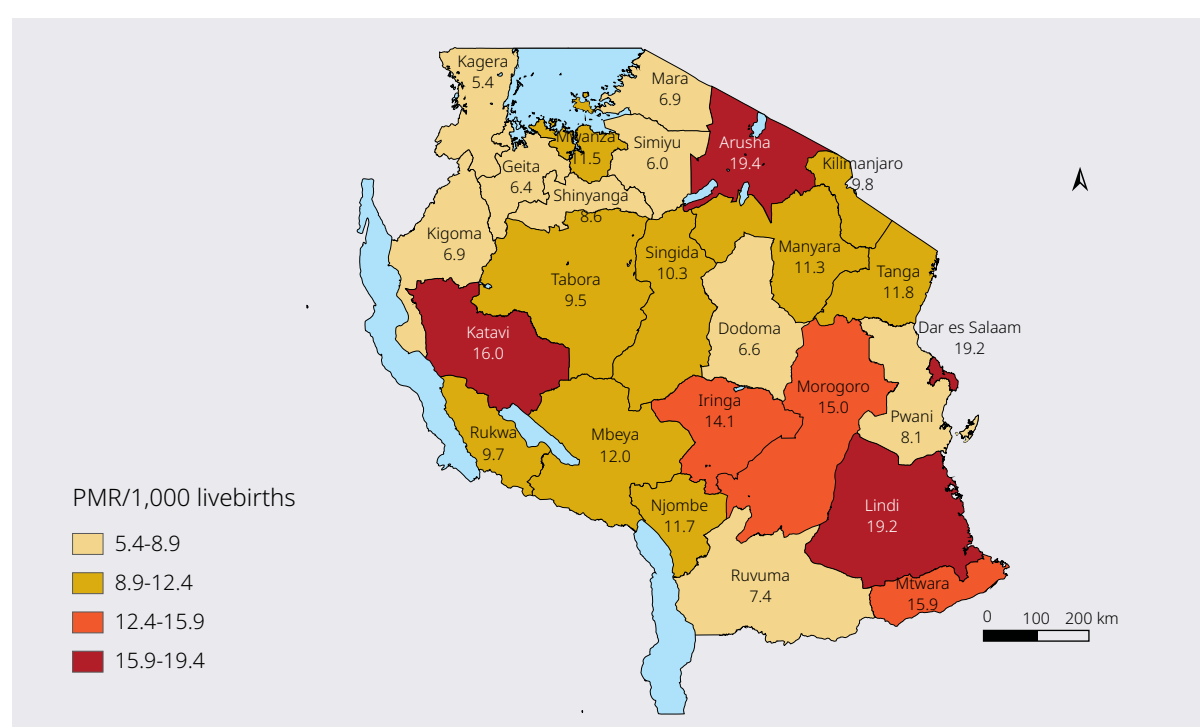 Kagera
5.4
Mara
6.9
Mwanza
11.5
Simiyu
6.0
Arusha
19.4
Kilimanjaro
9.8
Geita
6.4
Shinyanga
8.6
Kigoma
6.9
Singida
10.3
Manyara
11.3
Tabora
9.5
Tanga
11.8
Katavi
16.0
Dodoma
6.6
Dar es Salaam
19.2
Iringa
14.1
Morogoro
15.0
Pwani
8.1
Rukwa
9.7
Mbeya
12.0
Njombe
11.7
Lindi
19.2
Ruvuma
7.4
Mtwara
15.9
PMR/1,000 livebirths
5.4-8.9
8.9-12.4
12.4-15.9
15.9-19.4
0 100 200 km